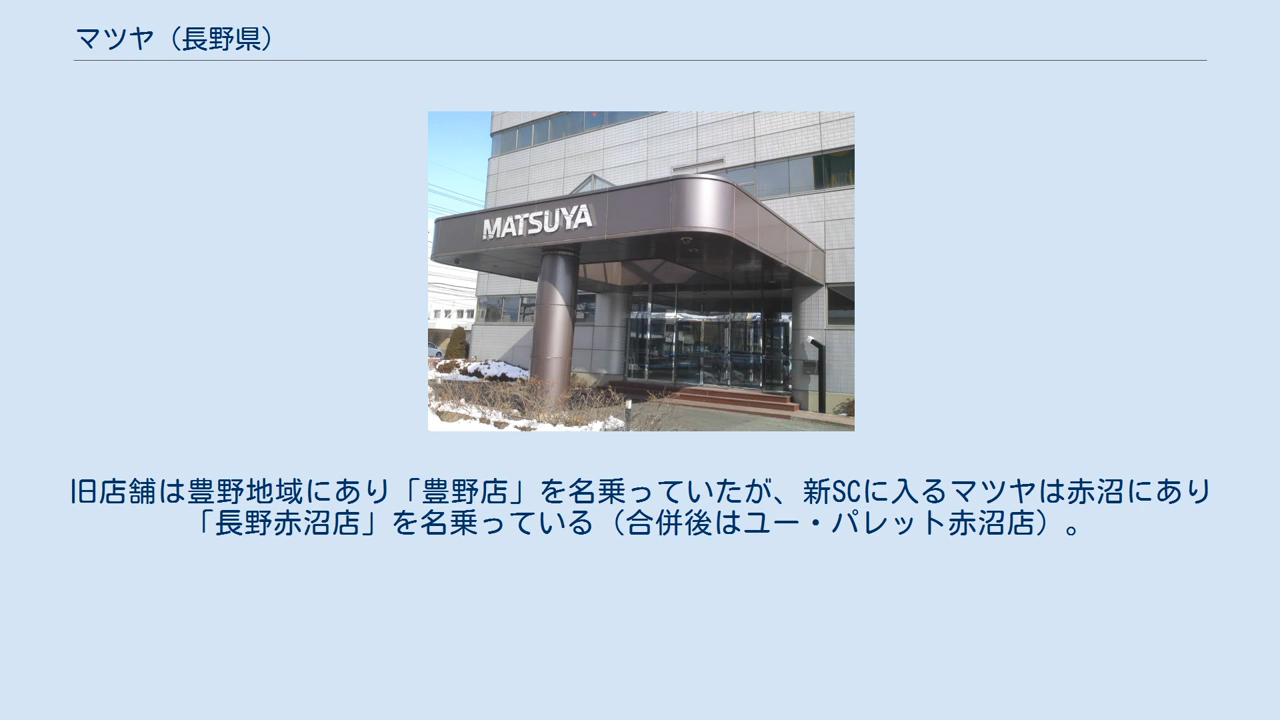 マツヤ（長野県）
MATSUYA
旧店舗は豊野地域にあり「豊野店」を名乗っていたが、新SCに入るマツヤは赤沼にあり
「長野赤沼店」を名乗っている（合併後はユー・パレット赤沼店）。